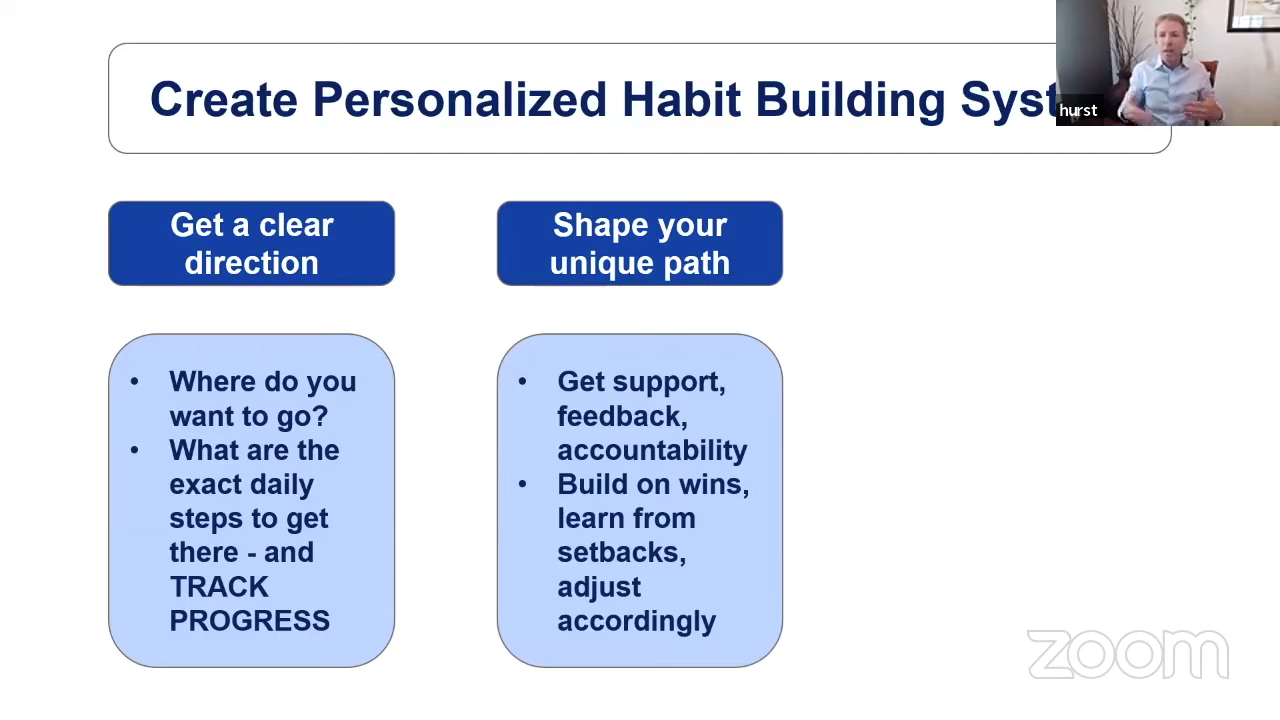 Create Personalized Habit Building Syst
hurst
Get a clear
direction
Shape your
unique path
• Where do you
want to go?
• What are the
exact daily
steps to get
there - and
TRACK
PROGRESS
• Get support,
feedback,
accountability
• Build on wins,
learn from
setbacks,
adjust
accordingly
zoom